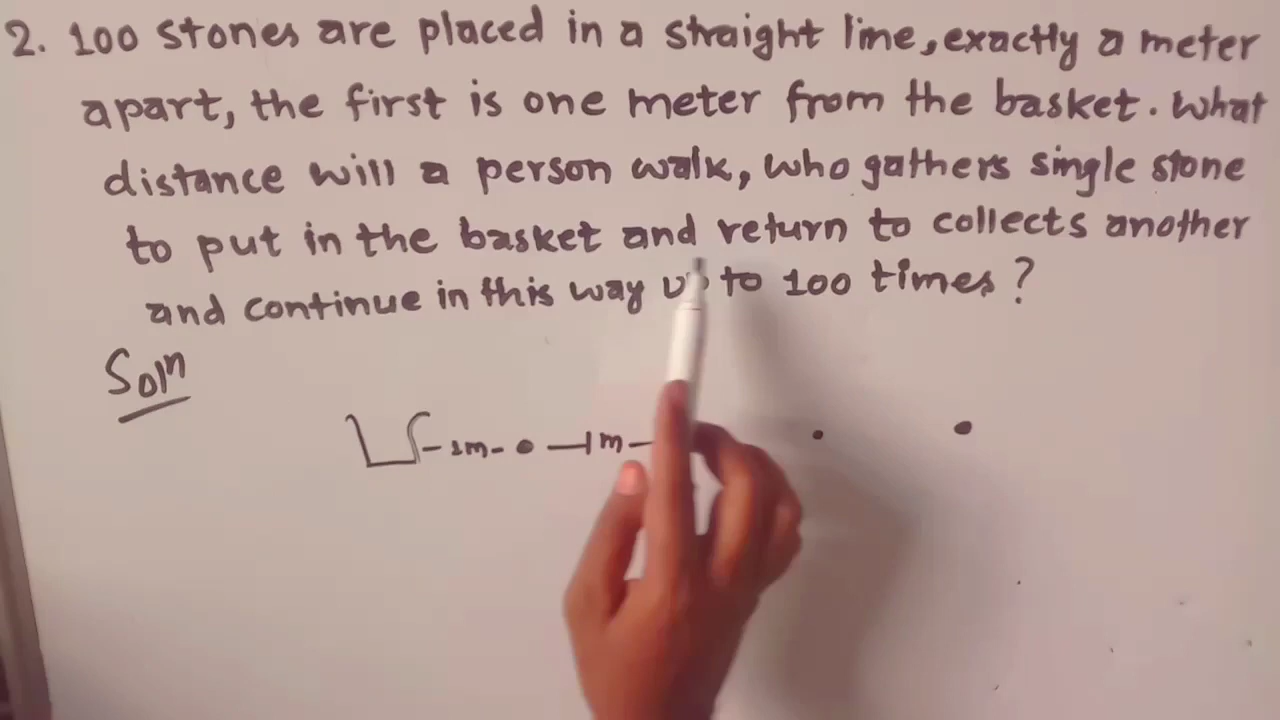 2. 100 stones are placed in a straight line, exactly a meter
apart, the first is one meter from the basket. What
distance will a person walk, who gathers single stone
to put in the basket and return to collects another
and continue in this way to 100 times?
Soln
1m 1m